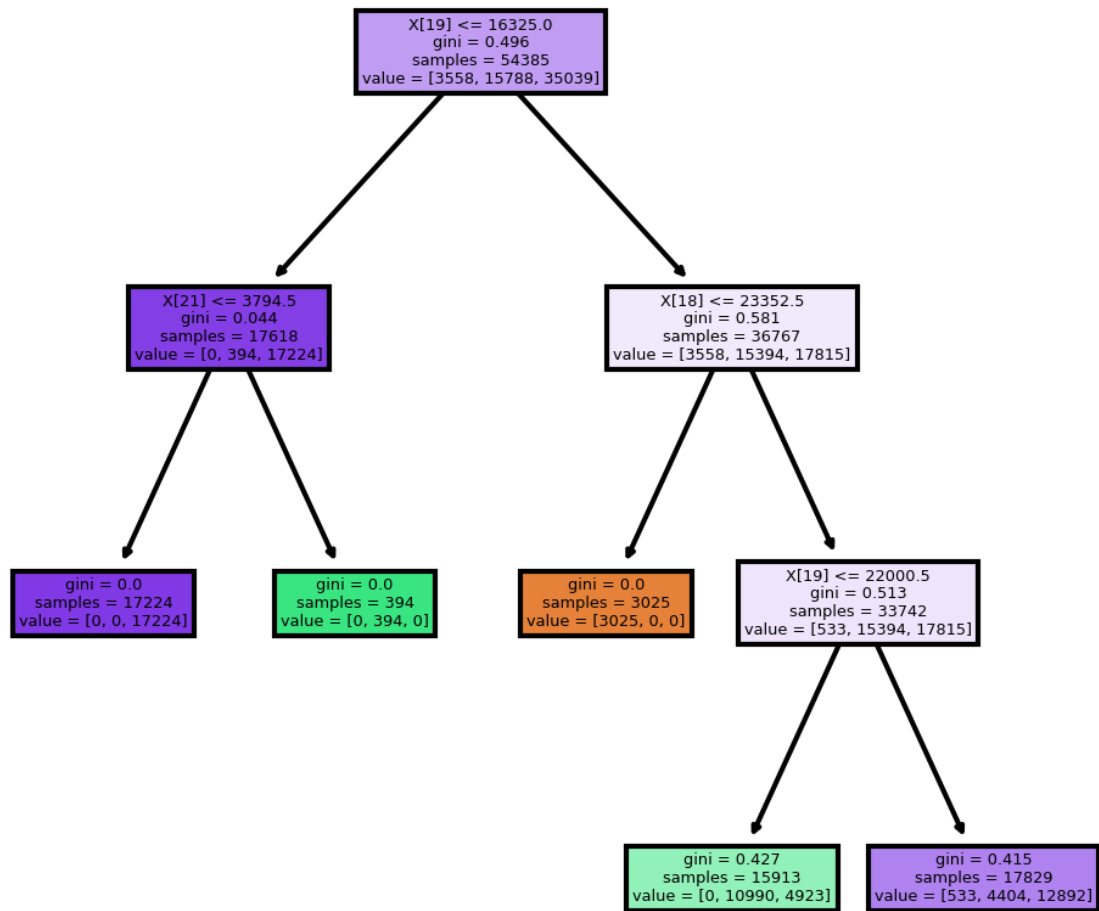 X[19] <= 16325.0
gini = 0.496
samples = 54385
value = [3558, 15788, 35039]
X[21] <= 3794.5
gini = 0.044
samples = 17618
value = [0, 394, 17224]
X[18] <= 23352.5
gini = 0.581
samples = 36767
value = [3558, 15394, 17815]
gini = 0.0
samples = 17224
value = [0, 0, 17224]
gini = 0.0
samples = 394
value = [0, 394, 0]
gini = 0.0
samples = 3025
value = [3025, 0, 0]
X[19] <= 22000.5
gini = 0.513
samples = 33742
value = [533, 15394, 17815]
gini = 0.427
samples = 15913
value = [0, 10990, 4923]
gini = 0.415
samples = 17829
value = [533, 4404, 12892]